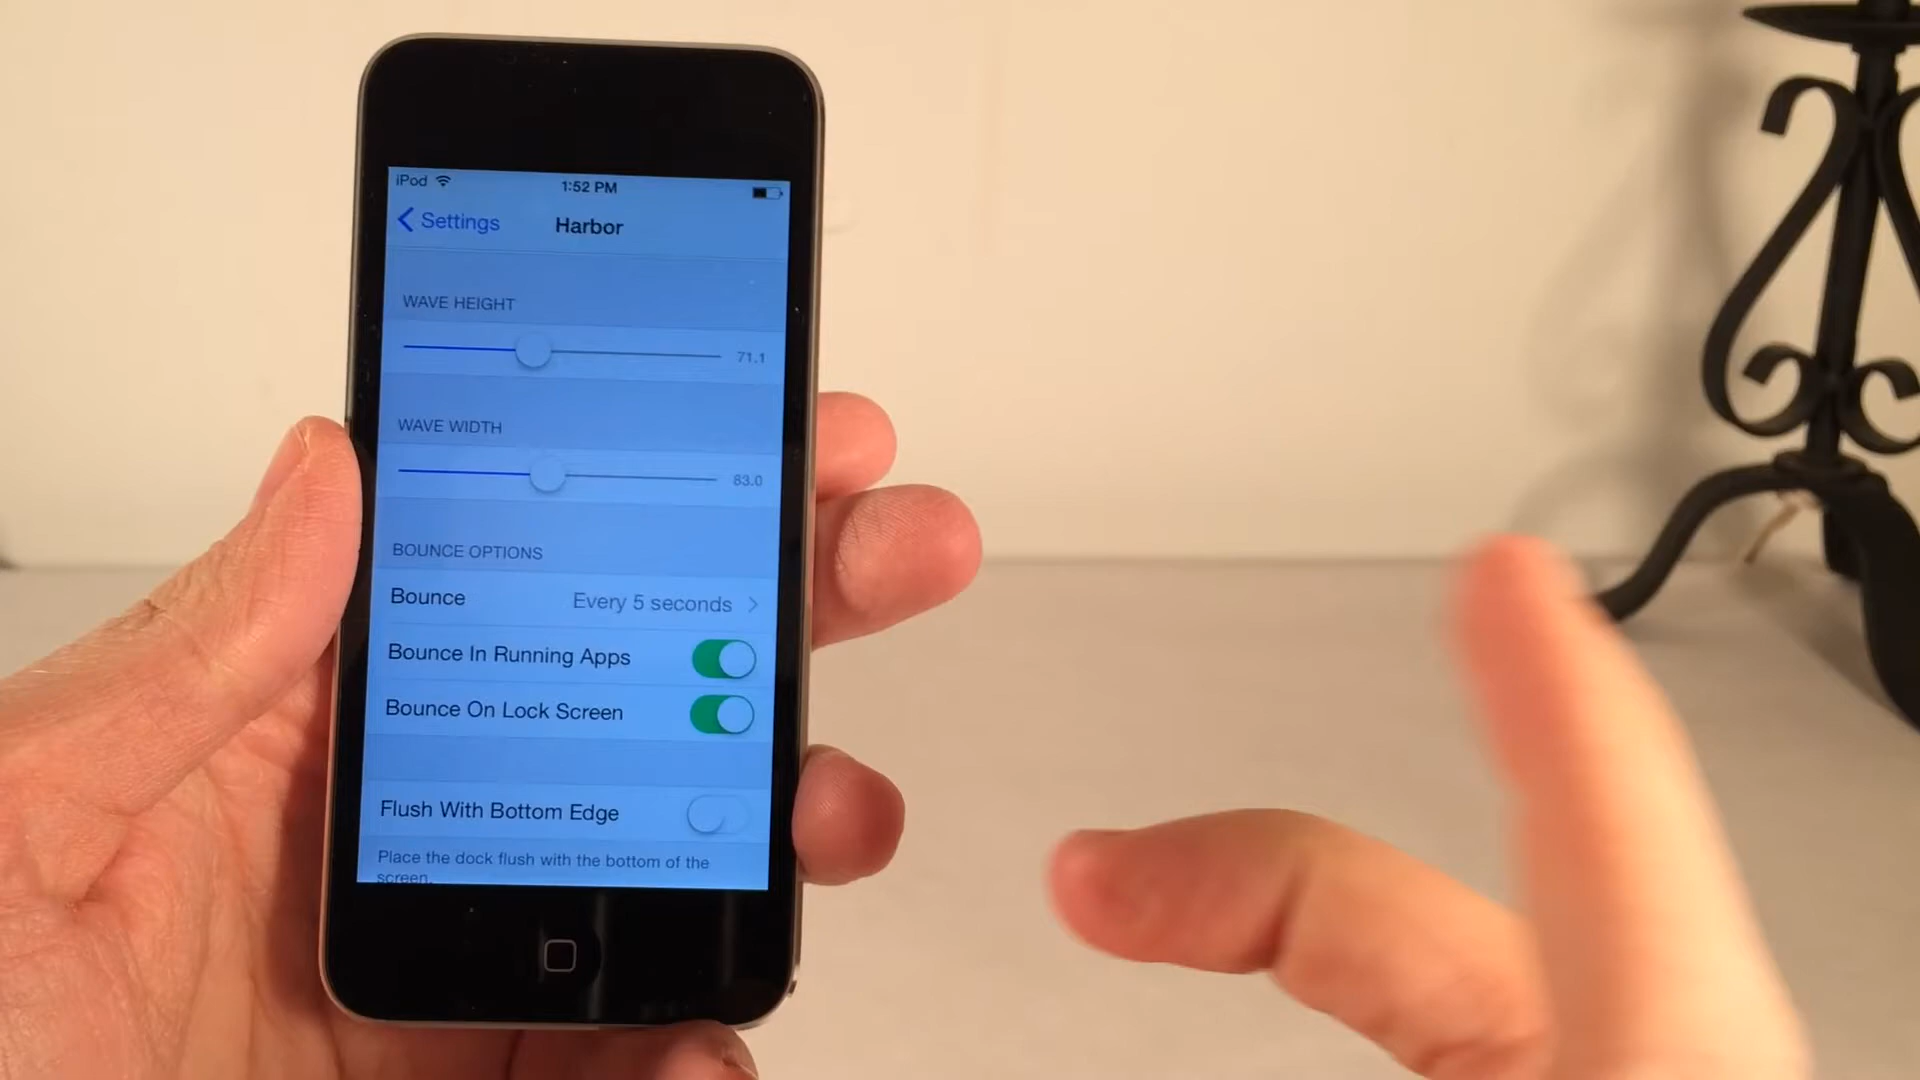 iPod 1:52 PM
Settings Harbor
WAVE HEIGHT
71.1
WAVE WIDTH
83.0
BOUNCE OPTIONS
Bounce Every 5 seconds
Bounce In Running Apps
Bounce On Lock Screen
Flush With Bottom Edge
Place the dock flush with the bottom of the
screen.